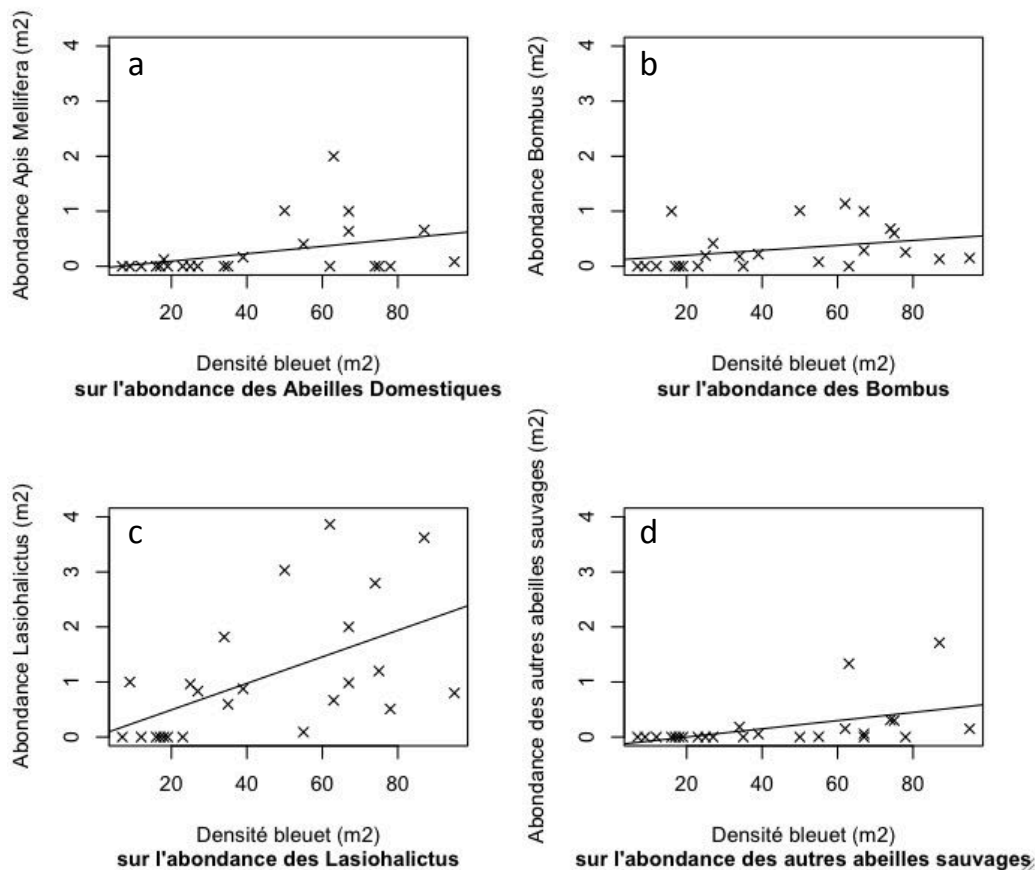 Abondance Apis Mellifera (m2)
a
4
3
2
1
0
20 40 60 80
Densité bleuet (m2)
sur l'abondance des Abeilles Domestiques
Abondance Bombus (m2)
b
4
3
2
1
0
20 40 60 80
Densité bleuet (m2)
sur l'abondance des Bombus
Abondance Lasiohalictus (m2)
c
4
3
2
1
0
20 40 60 80
Densité bleuet (m2)
sur l'abondance des Lasiohalictus
Abondance des autres abeilles sauvages (m2)
d
4
3
2
1
0
20 40 60 80
Densité bleuet (m2)
sur l'abondance des autres abeilles sauvages